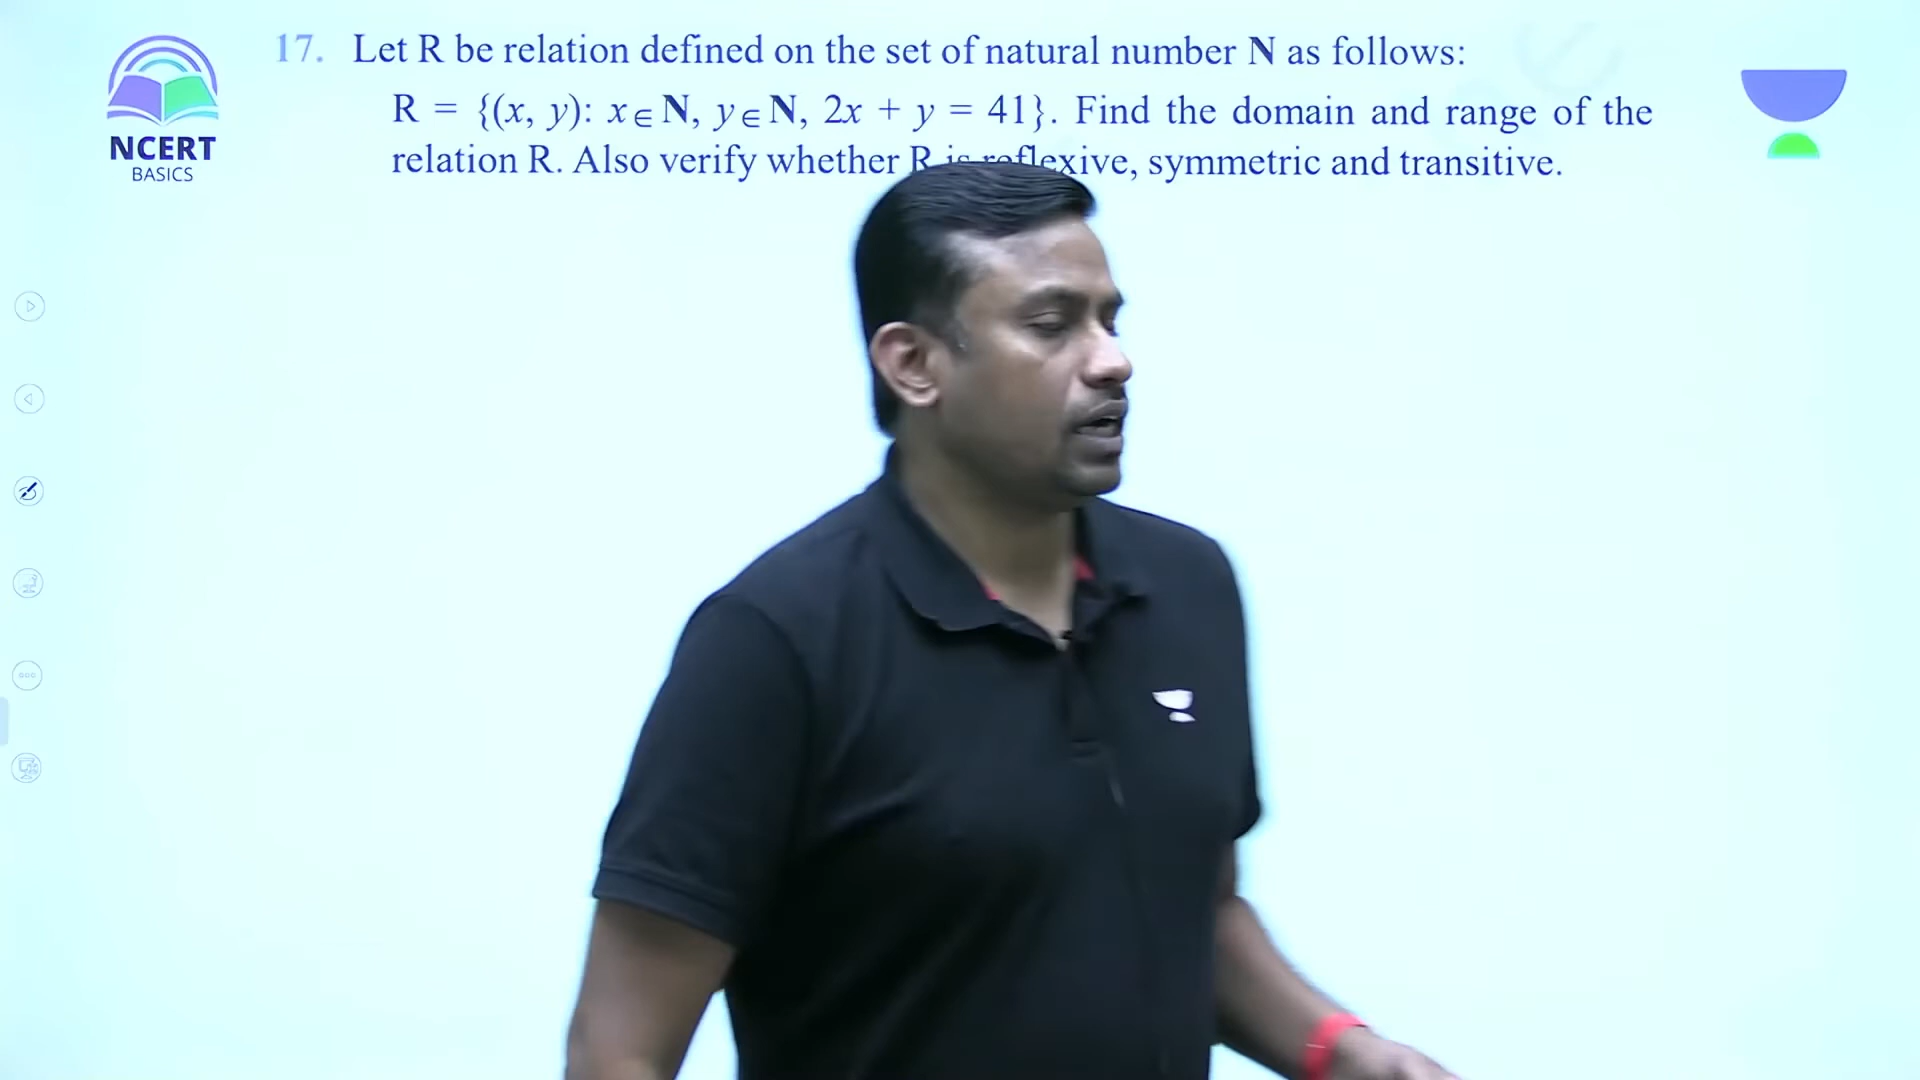 17. Let R be relation defined on the set of natural number N as follows:
R = {(x, y): x∈N, y∈N, 2x + y = 41}. Find the domain and range of the
relation R. Also verify whether R is reflexive, symmetric and transitive.
NCERT
BASICS